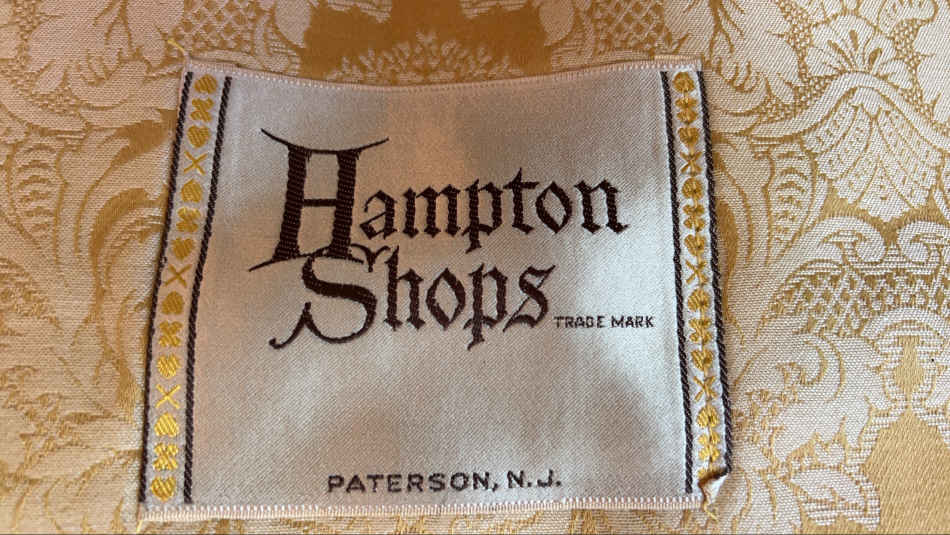 Hampton
Shops
TRADE MARK
PATERSON, N.J.